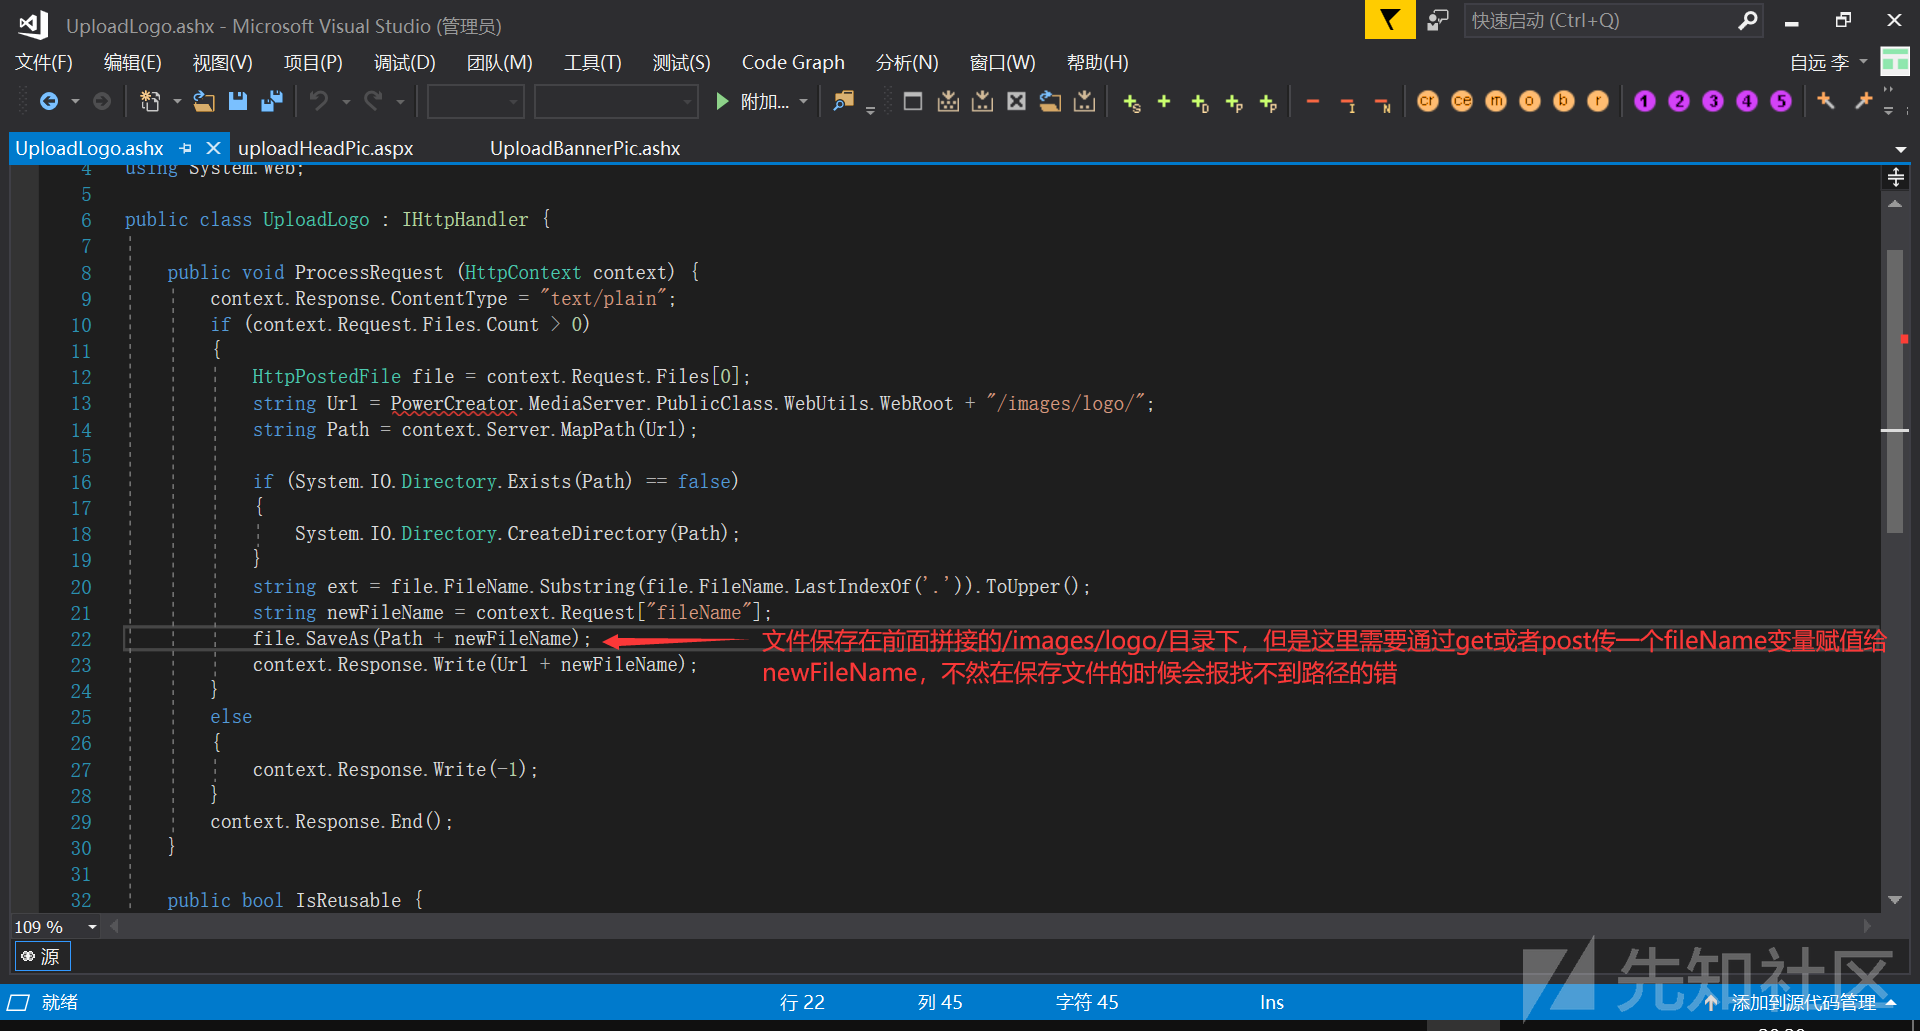 UploadLogo.ashx - Microsoft Visual Studio (管理员)
快速启动 (Ctrl+Q)
文件(F) 编辑(E) 视图(V) 项目(P) 调试(D) 团队(M) 工具(T) 测试(S) Code Graph 分析(N) 窗口(W) 帮助(H)
自远 李
附加...
cr ce m o b r 1 2 3 4 5
UploadLogo.ashx uploadHeadPic.aspx UploadBannerPic.ashx
4 using System.Web;
5
6 public class UploadLogo : IHttpHandler {
7
8 public void ProcessRequest (HttpContext context) {
9 context.Response.ContentType = "text/plain";
10 if (context.Request.Files.Count > 0)
11 {
12 HttpPostedFile file = context.Request.Files[0];
13 string Url = PowerCreator.MediaServer.PublicClass.WebUtils.WebRoot + "/images/logo/";
14 string Path = context.Server.MapPath(Url);
15
16 if (System.IO.Directory.Exists(Path) == false)
17 {
18 System.IO.Directory.CreateDirectory(Path);
19 }
20 string ext = file.FileName.Substring(file.FileName.LastIndexOf('.')).ToUpper();
21 string newFileName = context.Request["fileName"];
22 file.SaveAs(Path + newFileName);
文件保存在前面拼接的/images/logo/目录下，但是这里需要通过get或者post传一个fileName变量赋值给
newFileName，不然在保存文件的时候会报找不到路径的错
23 context.Response.Write(Url + newFileName);
24 }
25 else
26 {
27 context.Response.Write(-1);
28 }
29 context.Response.End();
30 }
31
32 public bool IsReusable {
109 %
源
先知社区
就绪 行 22 列 45 字符 45 Ins 添加到源代码管理